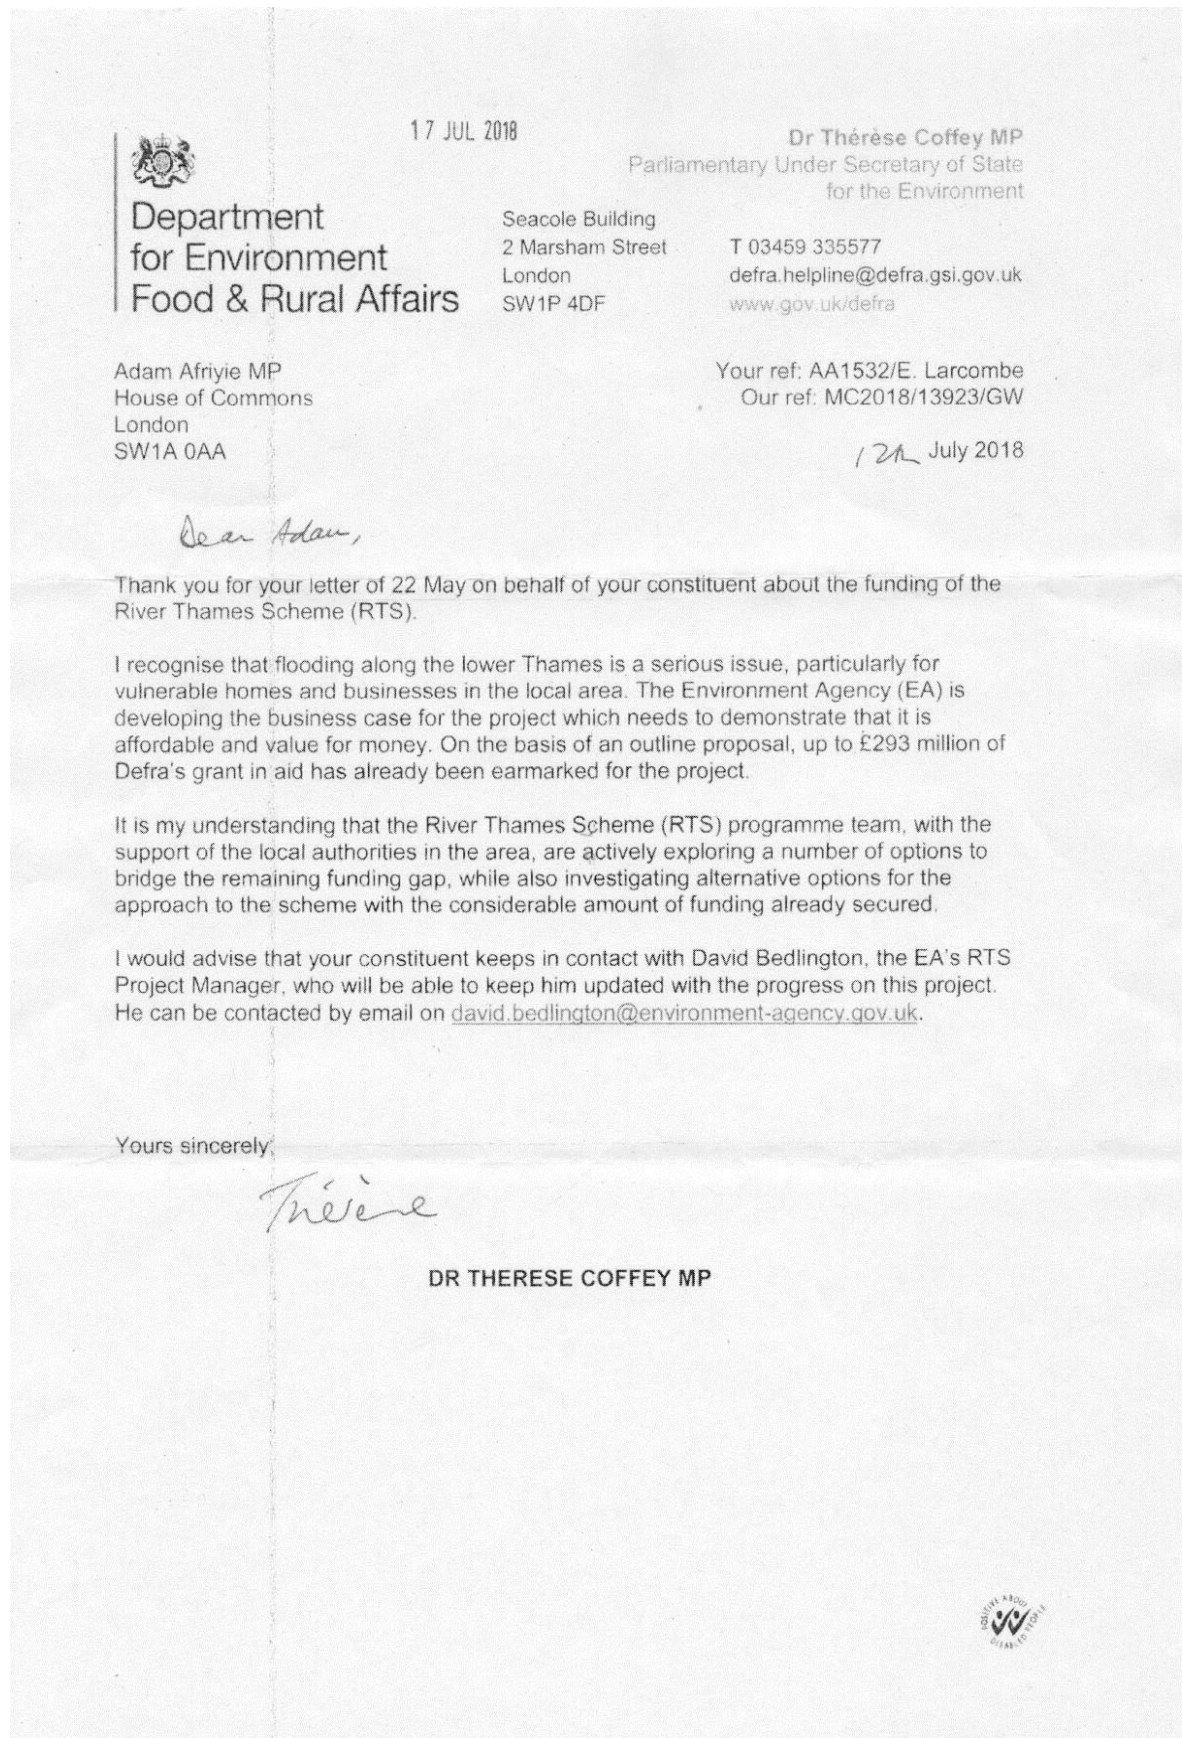 17 JUL 2018
Dr Thérèse Coffey MP
Parliamentary Under Secretary of State
for the Environment
Department
for Environment
Food & Rural Affairs
Seacole Building
2 Marsham Street
London
SW1P 4DF
T 03459 335577
defra.helpline@defra.gsi.gov.uk
www.gov.uk/defra
Adam Afriyie MP
House of Commons
London
SW1A 0AA
Your ref: AA1532/E. Larcombe
Our ref: MC2018/13923/GW
12th July 2018
Dear Adam,
Thank you for your letter of 22 May on behalf of your constituent about the funding of the
River Thames Scheme (RTS).
I recognise that flooding along the lower Thames is a serious issue, particularly for
vulnerable homes and businesses in the local area. The Environment Agency (EA) is
developing the business case for the project which needs to demonstrate that it is
affordable and value for money. On the basis of an outline proposal, up to £293 million of
Defra's grant in aid has already been earmarked for the project.
It is my understanding that the River Thames Scheme (RTS) programme team, with the
support of the local authorities in the area, are actively exploring a number of options to
bridge the remaining funding gap, while also investigating alternative options for the
approach to the scheme with the considerable amount of funding already secured.
I would advise that your constituent keeps in contact with David Bedlington, the EA's RTS
Project Manager, who will be able to keep him updated with the progress on this project.
He can be contacted by email on david.bedlington@environment-agency.gov.uk.
Yours sincerely,
Thérèse
DR THERESE COFFEY MP
POSITIVE ABOUT
DISABLED PEOPLE